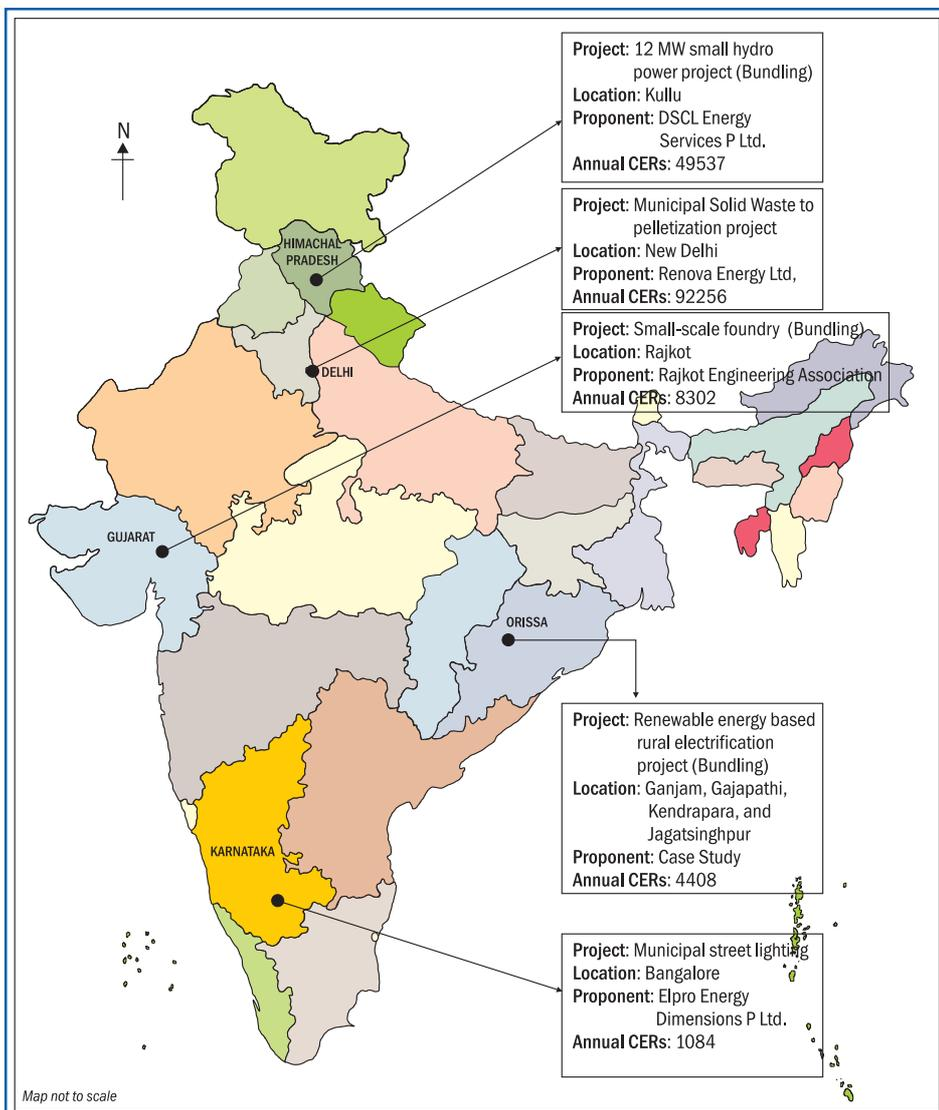 N
Project: 12 MW small hydro
power project (Bundling)
Location: Kullu
Proponent: DSCL Energy
Services P Ltd.
Annual CERs: 49537
Project: Municipal Solid Waste to
pelletization project
Location: New Delhi
Proponent: Renova Energy Ltd,
Annual CERs: 92256
Project: Small-scale foundry (Bundling)
Location: Rajkot
Proponent: Rajkot Engineering Association
Annual CERs: 8302
HIMACHAL
PRADESH
DELHI
GUJARAT
ORISSA
KARNATAKA
Project: Renewable energy based
rural electrification
project (Bundling)
Location: Ganjam, Gajapathi,
Kendrapara, and
Jagatsinghpur
Proponent: Case Study
Annual CERs: 4408
Project: Municipal street lighting
Location: Bangalore
Proponent: Elpro Energy
Dimensions P Ltd.
Annual CERs: 1084
Map not to scale